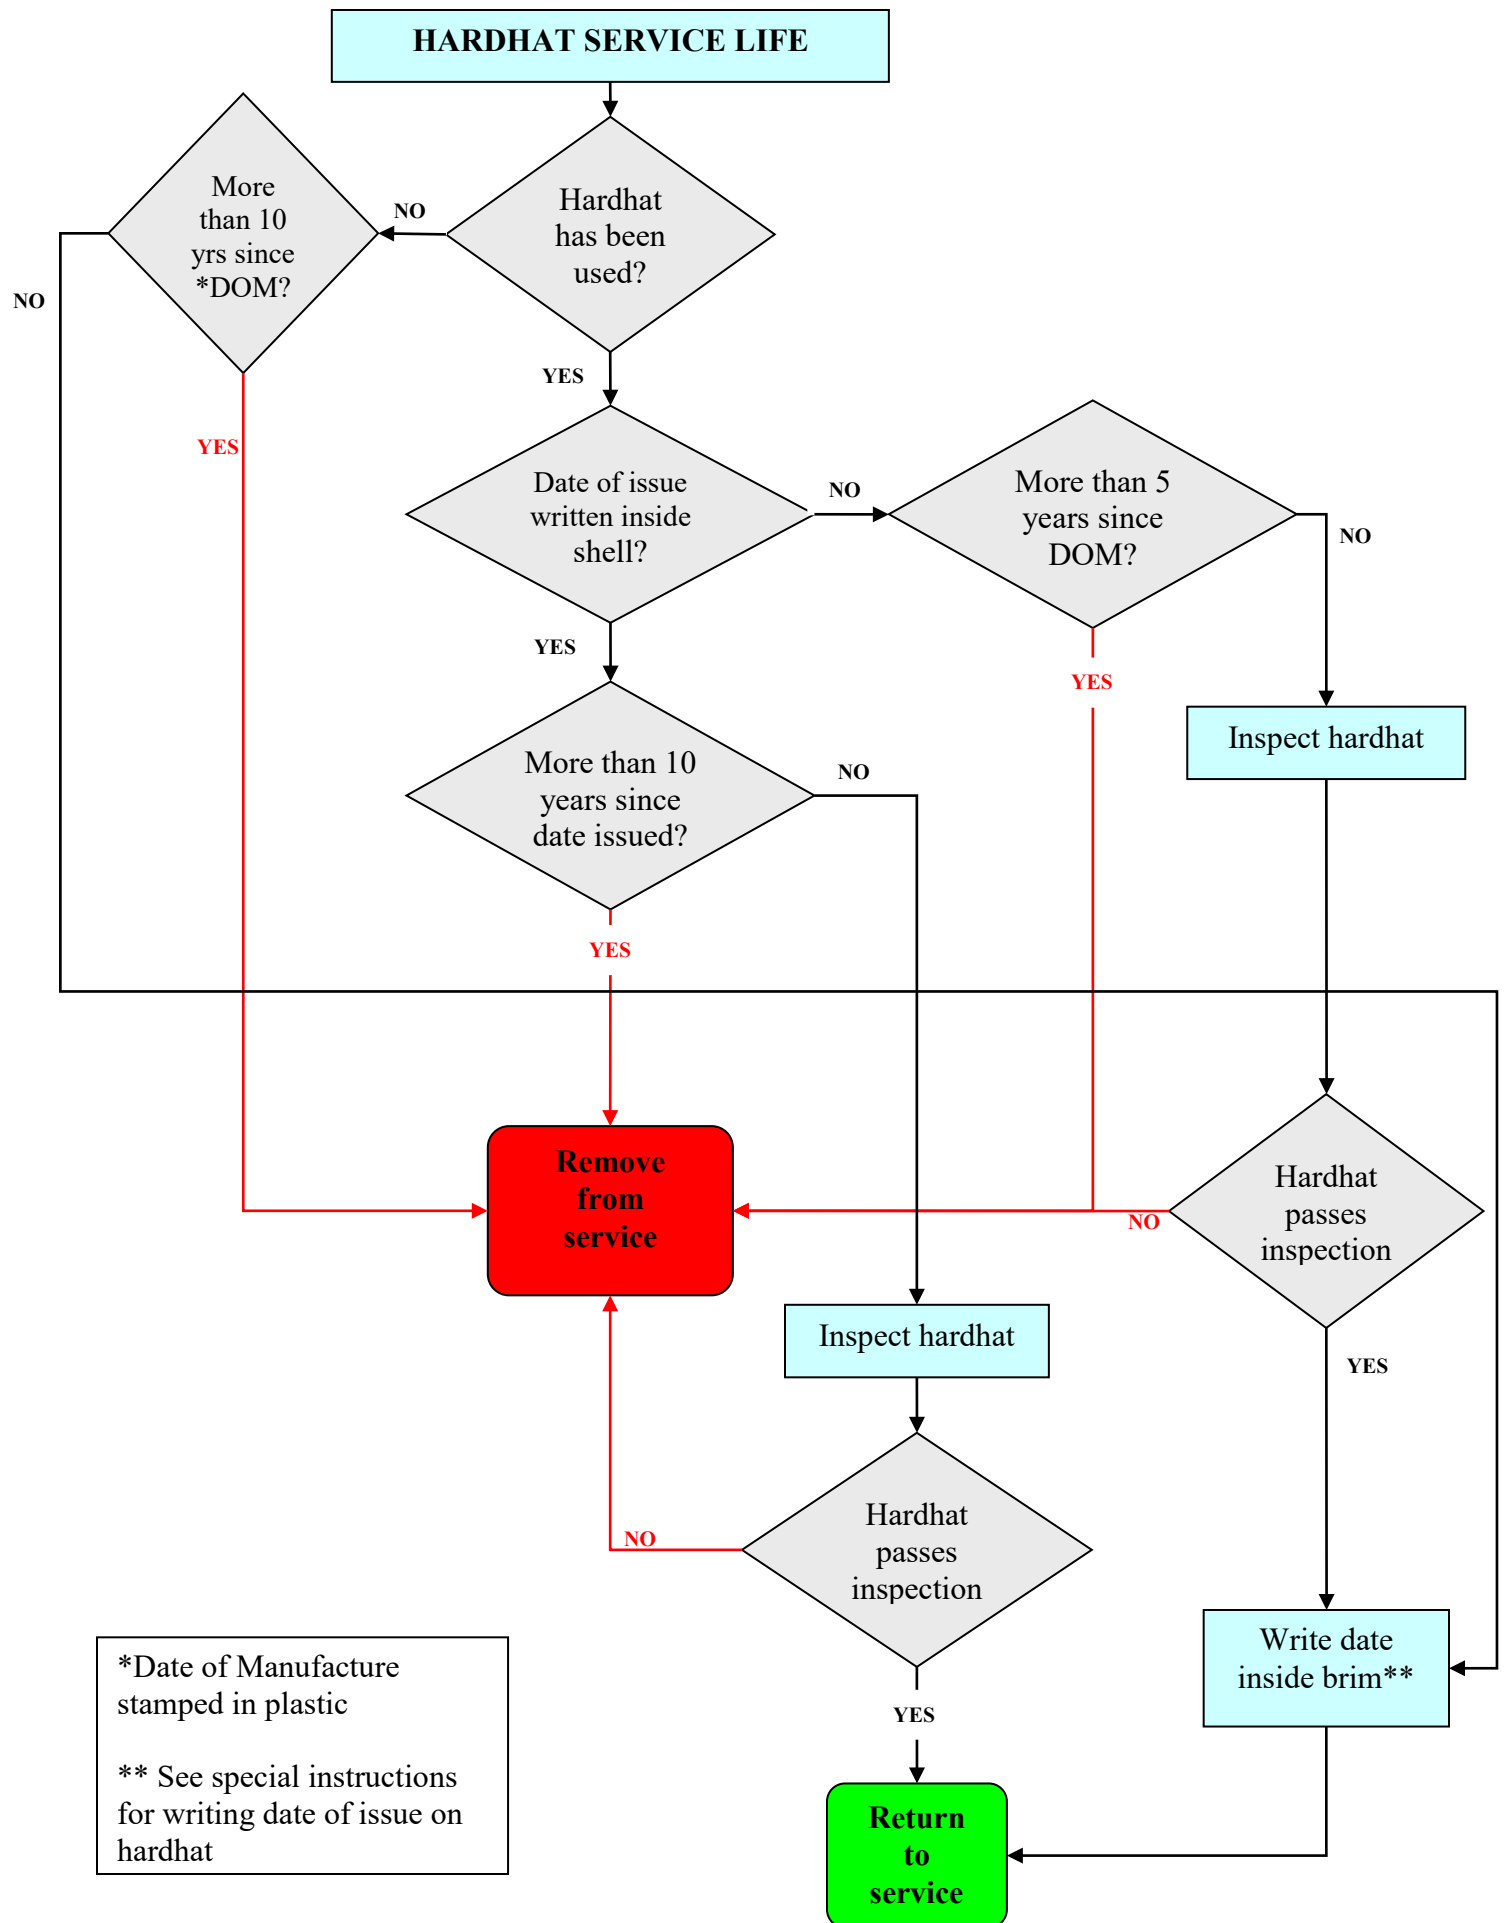 HARDHAT SERVICE LIFE
More
than 10
yrs since
*DOM?
NO
Hardhat
has been
used?
NO
YES
YES
Date of issue
written inside
shell?
NO
More than 5
years since
DOM?
NO
YES
YES
More than 10
years since
date issued?
NO
Inspect hardhat
YES
Remove
from
service
NO
Hardhat
passes
inspection
Inspect hardhat
YES
Hardhat
passes
inspection
NO
Write date
inside brim**
YES
*Date of Manufacture
stamped in plastic
** See special instructions
for writing date of issue on
hardhat
Return
to
service